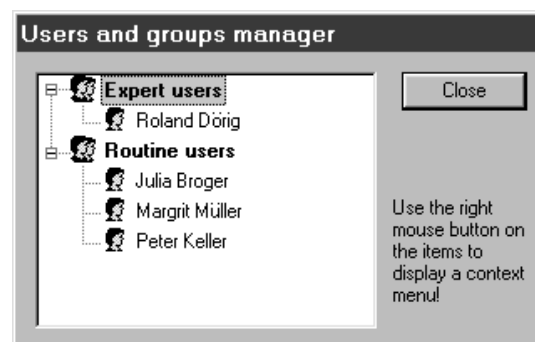 Users and groups manager
Expert users
Roland Dörig
Routine users
Julia Broger
Margrit Müller
Peter Keller
Close
Use the right
mouse button on
the items to
display a context
menu!